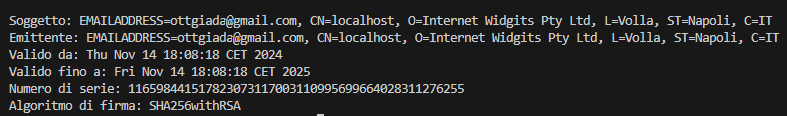 Soggetto: EMAILADDRESS=ottgiada@gmail.com, CN=localhost, O=Internet Widgits Pty Ltd, L=Volla, ST=Napoli, C=IT
Emittente: EMAILADDRESS=ottgiada@gmail.com, CN=localhost, O=Internet Widgits Pty Ltd, L=Volla, ST=Napoli, C=IT
Valido da: Thu Nov 14 18:08:18 CET 2024
Valido fino a: Fri Nov 14 18:08:18 CET 2025
Numero di serie: 116598441517823073117003110995699664028311276255
Algoritmo di firma: SHA256withRSA